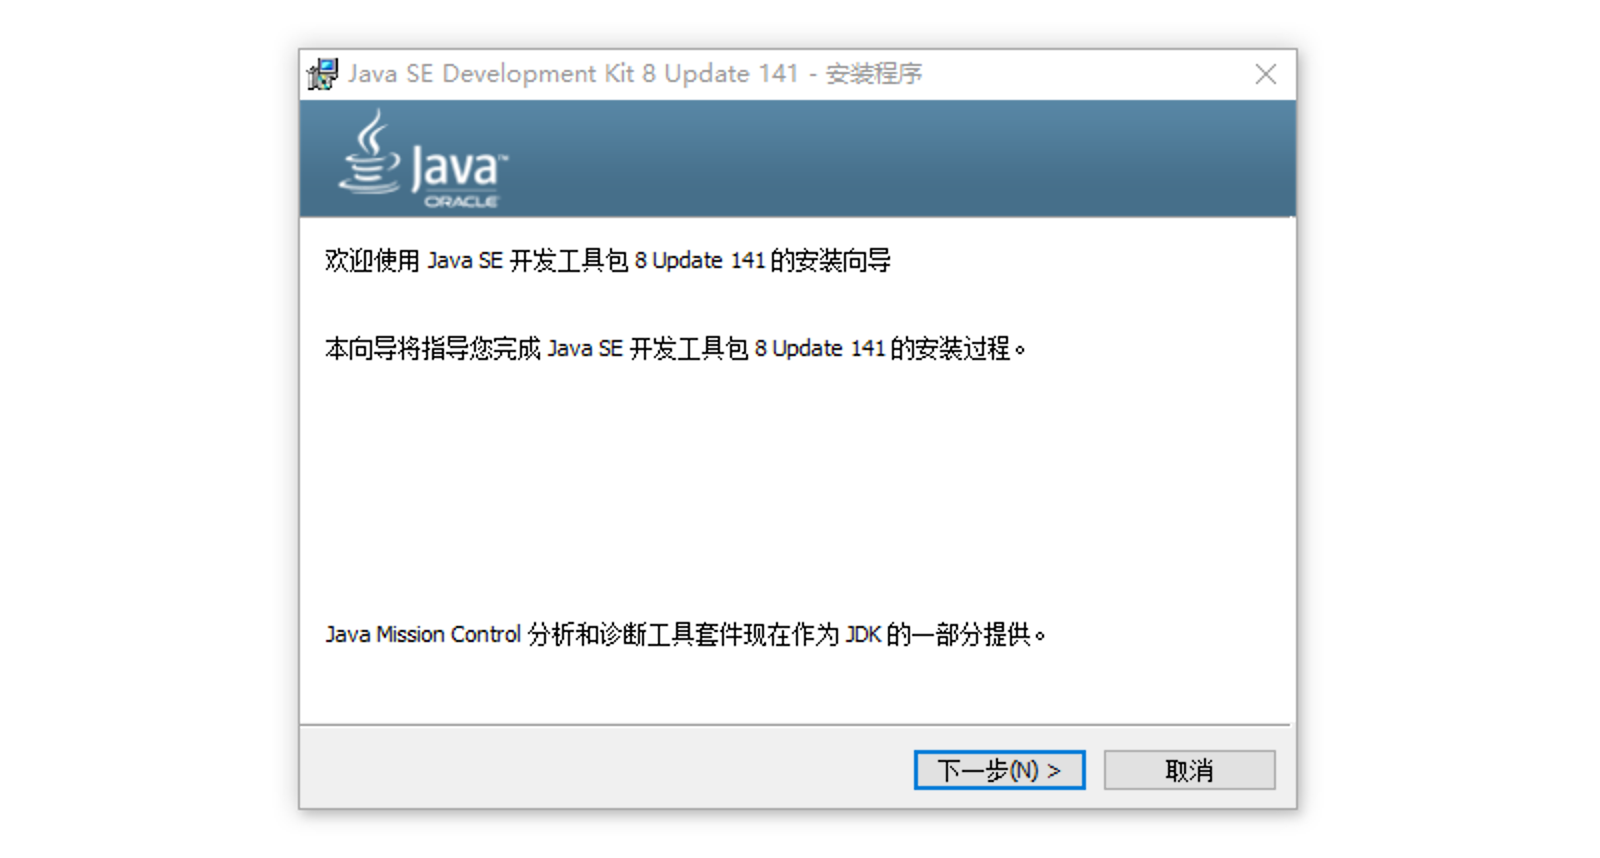 Java SE Development Kit 8 Update 141 - 安装程序
Java™
ORACLE
欢迎使用 Java SE 开发工具包 8 Update 141 的安装向导
本向导将指导您完成 Java SE 开发工具包 8 Update 141 的安装过程。
Java Mission Control 分析和诊断工具套件现在作为 JDK 的一部分提供。
下一步(N) >
取消